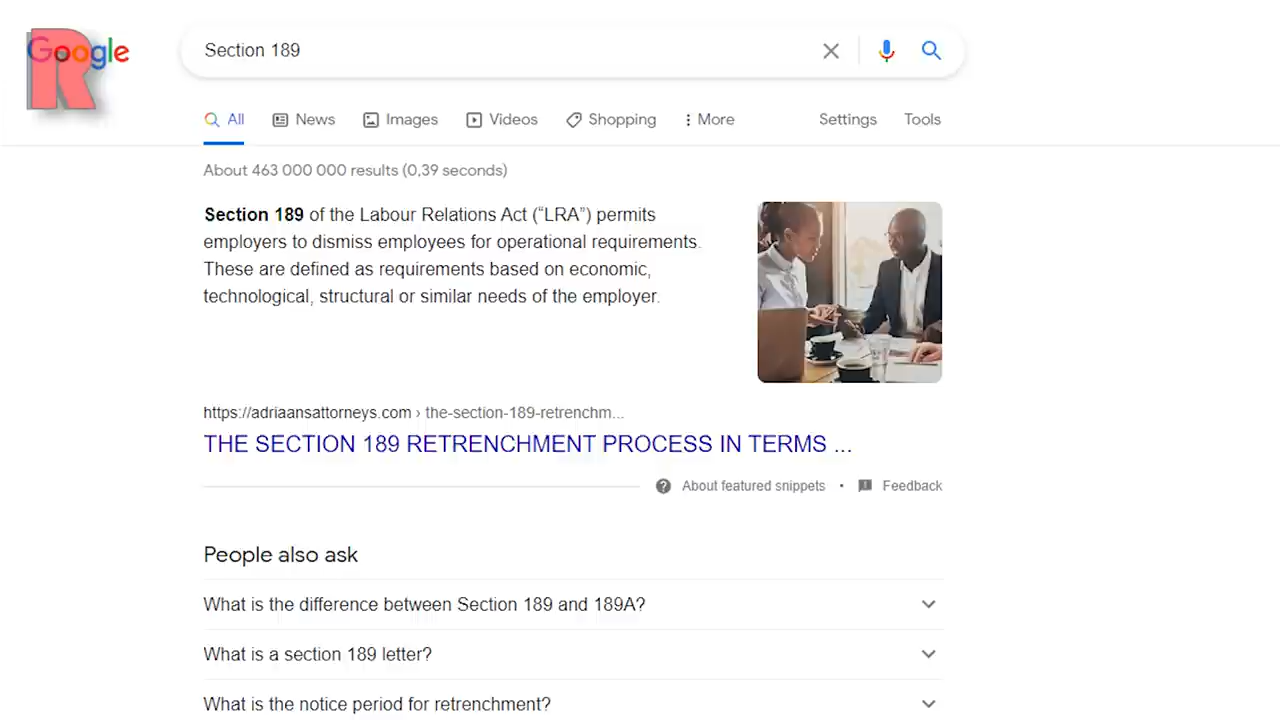 Google
R
Section 189
All News Images Videos Shopping More Settings Tools
About 463 000 000 results (0,39 seconds)
Section 189 of the Labour Relations Act (“LRA”) permits
employers to dismiss employees for operational requirements.
These are defined as requirements based on economic,
technological, structural or similar needs of the employer.
https://adriaansattorneys.com › the-section-189-retrenchm...
THE SECTION 189 RETRENCHMENT PROCESS IN TERMS ...
About featured snippets • Feedback
People also ask
What is the difference between Section 189 and 189A?
What is a section 189 letter?
What is the notice period for retrenchment?